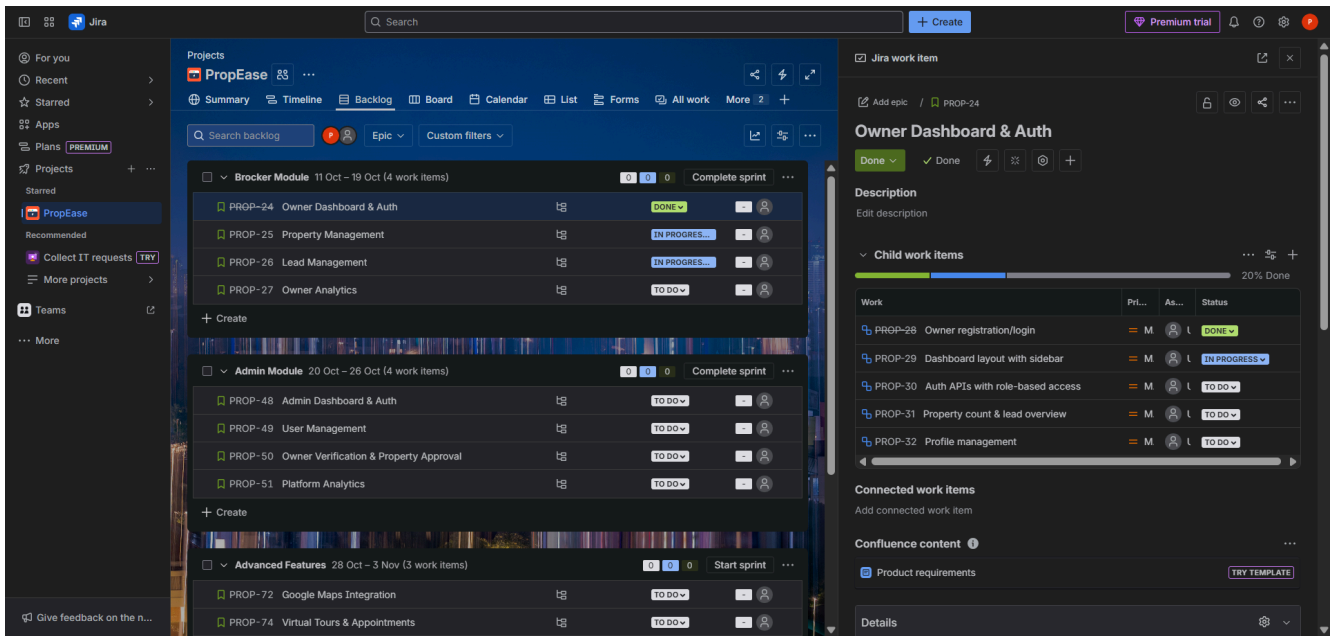 Jira
Search
+ Create
Premium trial
P
For you
Recent
Starred
Apps
Plans PREMIUM
Projects
Starred
PropEase
Recommended
Collect IT requests TRY
More projects
Teams
More
Give feedback on the n...
Projects
PropEase
Summary Timeline Backlog Board Calendar List Forms All work More 2 +
Search backlog P Epic Custom filters
Brocker Module 11 Oct – 19 Oct (4 work items) 0 0 0 Complete sprint
PROP-24 Owner Dashboard & Auth DONE -
PROP-25 Property Management IN PROGRES... -
PROP-26 Lead Management IN PROGRES... -
PROP-27 Owner Analytics TO DO -
+ Create
Admin Module 20 Oct – 26 Oct (4 work items) 0 0 0 Complete sprint
PROP-48 Admin Dashboard & Auth TO DO -
PROP-49 User Management TO DO -
PROP-50 Owner Verification & Property Approval TO DO -
PROP-51 Platform Analytics TO DO -
+ Create
Advanced Features 28 Oct – 3 Nov (3 work items) 0 0 0 Start sprint
PROP-72 Google Maps Integration TO DO -
PROP-74 Virtual Tours & Appointments TO DO -
Jira work item
Add epic / PROP-24
Owner Dashboard & Auth
Done Done
Description
Edit description
Child work items
20% Done
Work Pri... As... Status
PROP-28 Owner registration/login M U DONE
PROP-29 Dashboard layout with sidebar M U IN PROGRESS
PROP-30 Auth APIs with role-based access M U TO DO
PROP-31 Property count & lead overview M U TO DO
PROP-32 Profile management M U TO DO
Connected work items
Add connected work item
Confluence content
Product requirements TRY TEMPLATE
Details